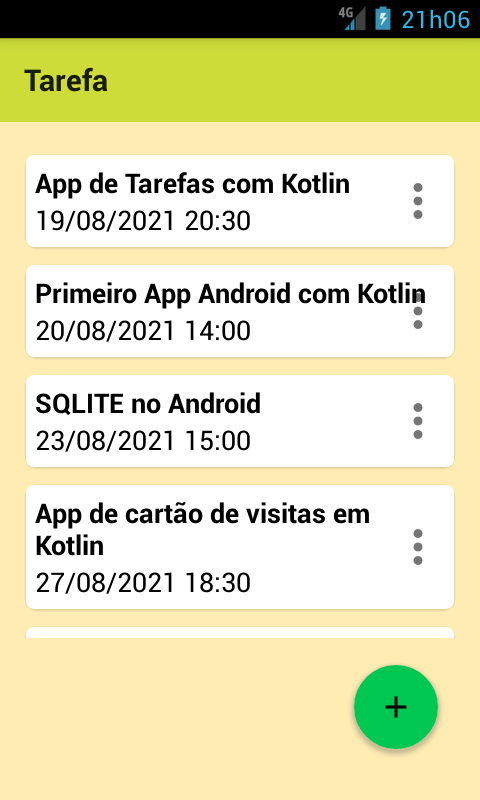 4G
21h06
Tarefa
App de Tarefas com Kotlin
19/08/2021 20:30
Primeiro App Android com Kotlin
20/08/2021 14:00
SQLITE no Android
23/08/2021 15:00
App de cartão de visitas em
Kotlin
27/08/2021 18:30
+